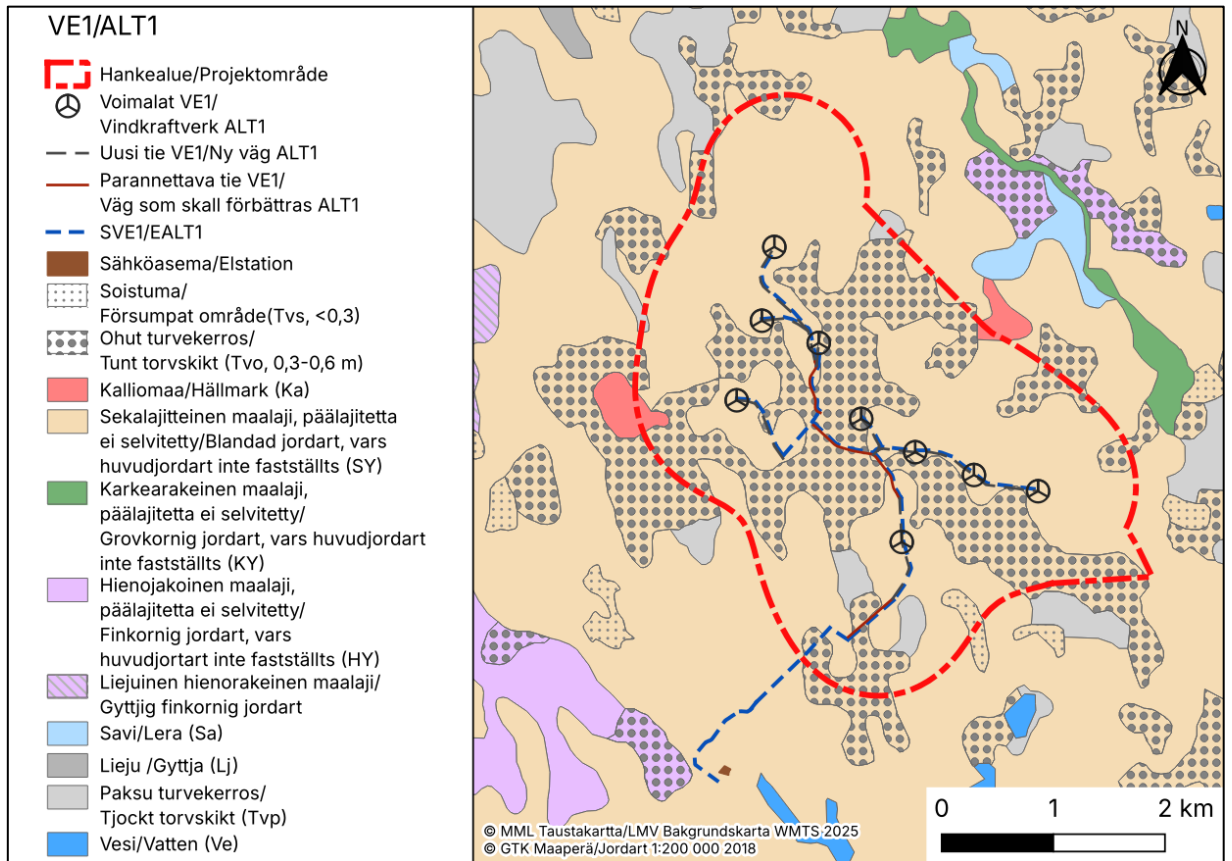 VE1/ALT1
Hankealue/Projektområde
Voimalat VE1/
Vindkraftverk ALT1
Uusi tie VE1/Ny väg ALT1
Parannettava tie VE1/
Väg som skall förbättras ALT1
SVE1/EALT1
Sähköasema/Elstation
Soistuma/
Försumpat område(Tvs, <0,3)
Ohut turvekerros/
Tunt torvskikt (Tvo, 0,3-0,6 m)
Kalliomaa/Hällmark (Ka)
Sekalajitteinen maalaji, päälajitetta
ei selvitetty/Blandad jordart, vars
huvudjordart inte fastställts (SY)
Karkearakeinen maalaji,
päälajitetta ei selvitetty/
Grovkornig jordart, vars huvudjordart
inte fastställts (KY)
Hienojakoinen maalaji,
päälajitetta ei selvitetty/
Finkornig jordart, vars
huvudjortart inte fastställts (HY)
Liejuinen hienorakeinen maalaji/
Gyttjig finkornig jordart
Savi/Lera (Sa)
Lieju /Gyttja (Lj)
Paksu turvekerros/
Tjockt torvskikt (Tvp)
Vesi/Vatten (Ve)
N
0 1 2 km
© MML Taustakartta/LMV Bakgrundskarta WMTS 2025
© GTK Maaperä/Jordart 1:200 000 2018